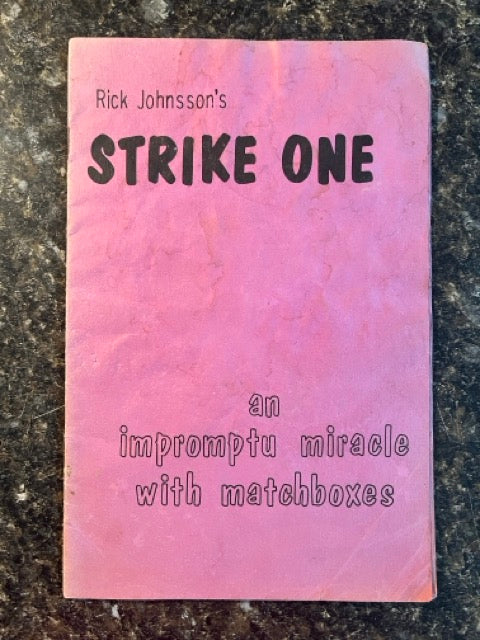 Rick Johnsson's
STRIKE ONE
an
impromptu miracle
with matchboxes